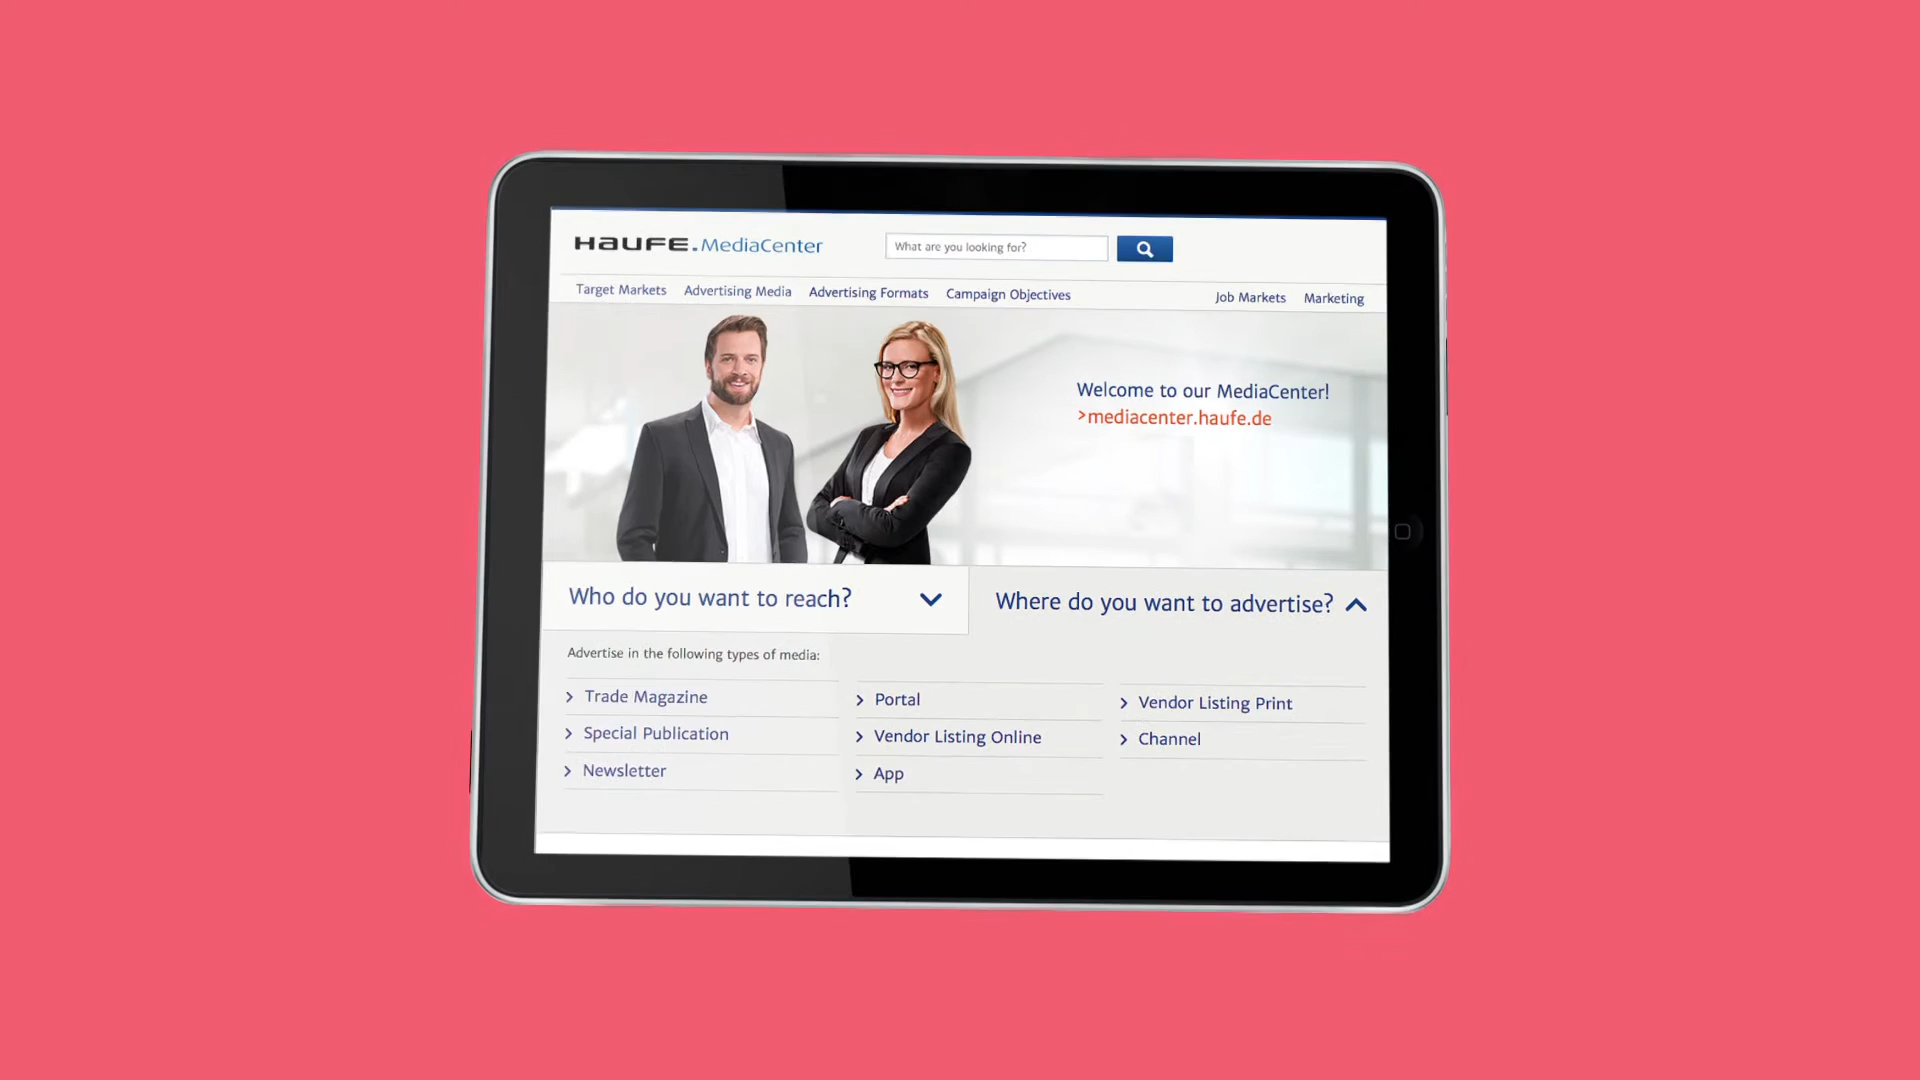 HAUFE.MediaCenter
What are you looking for?
Target Markets Advertising Media Advertising Formats Campaign Objectives Job Markets Marketing
Welcome to our MediaCenter!
>mediacenter.haufe.de
Who do you want to reach?
Where do you want to advertise?
Advertise in the following types of media:
Trade Magazine Portal Vendor Listing Print
Special Publication Vendor Listing Online Channel
Newsletter App